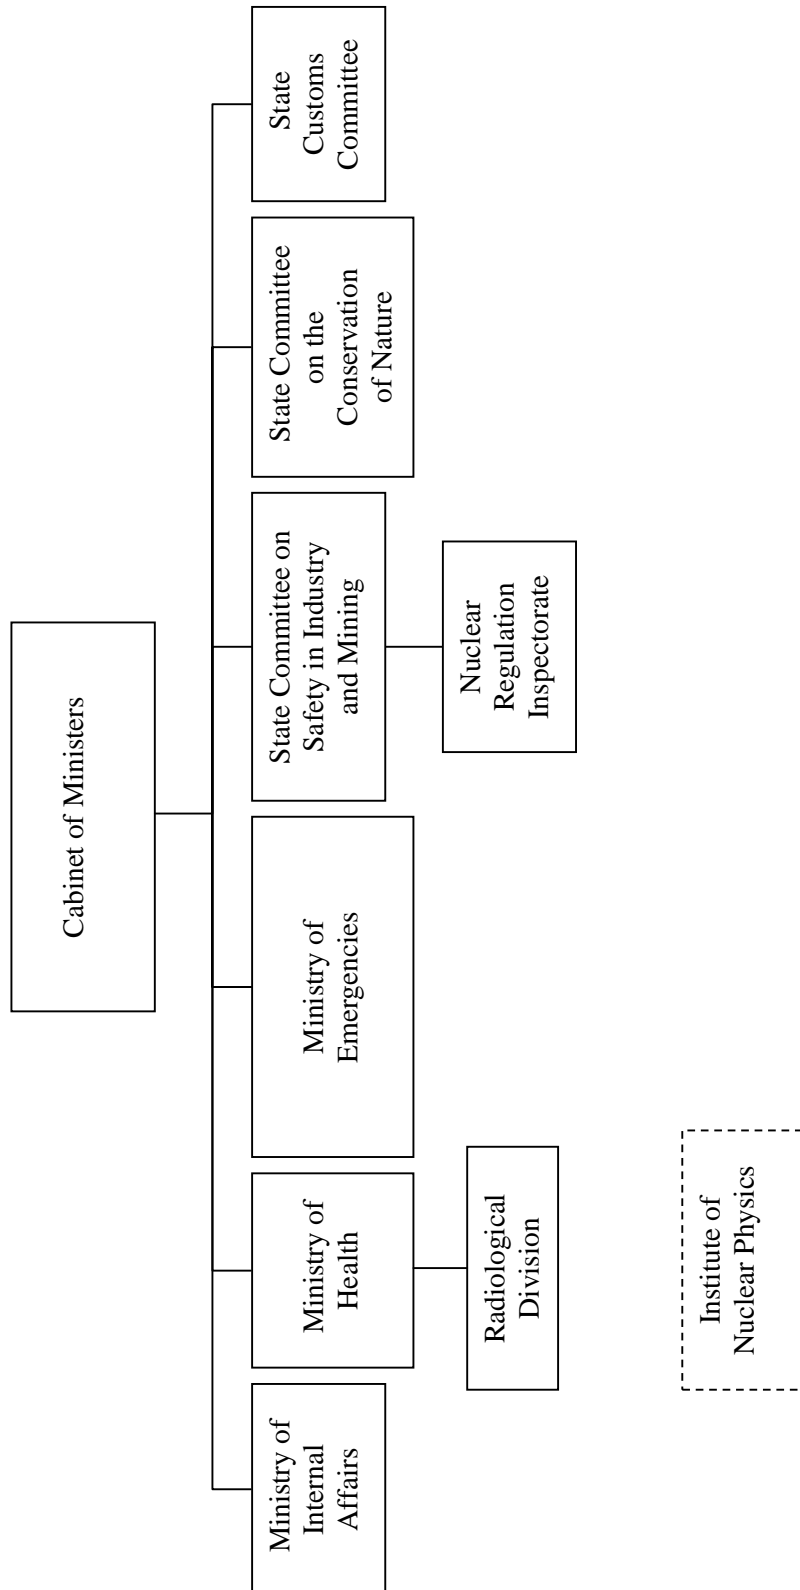 Cabinet of Ministers
Ministry of
Internal
Affairs
Ministry of
Health
Ministry of
Emergencies
State Committee on
Safety in Industry
and Mining
State Committee
on the
Conservation
of Nature
State
Customs
Committee
Radiological
Division
Nuclear
Regulation
Inspectorate
Institute of
Nuclear Physics